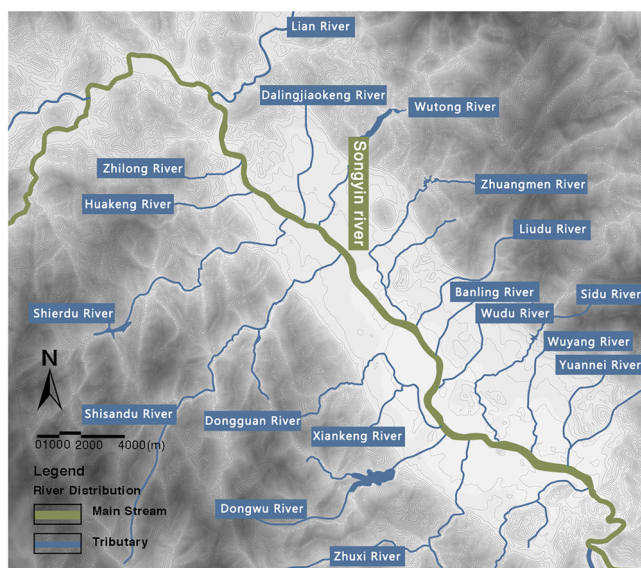 Lian River
Dalingjiaokeng River
Wutong River
Songyin river
Zhilong River
Zhuangmen River
Huakeng River
Liudu River
Banling River
Sidu River
Shierdu River
Wudu River
Wuyang River
Yuannei River
N
Shisandu River
Dongguan River
Xiankeng River
01000 2000 4000(m)
Legend
River Distribution
Main Stream
Dongwu River
Tributary
Zhuxi River